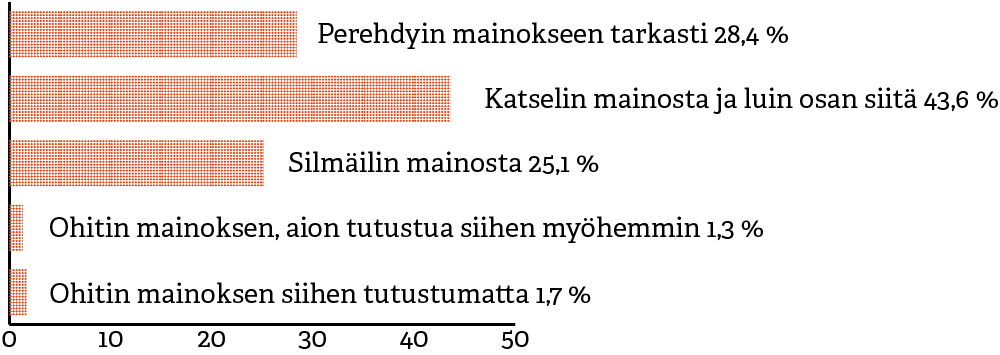 Perehdyin mainokseen tarkasti 28,4 %
Katselin mainosta ja luin osan siitä 43,6 %
Silmäilin mainosta 25,1 %
Ohitin mainoksen, aion tutustua siihen myöhemmin 1,3 %
Ohitin mainoksen siihen tutustumatta 1,7 %
0 10 20 30 40 50